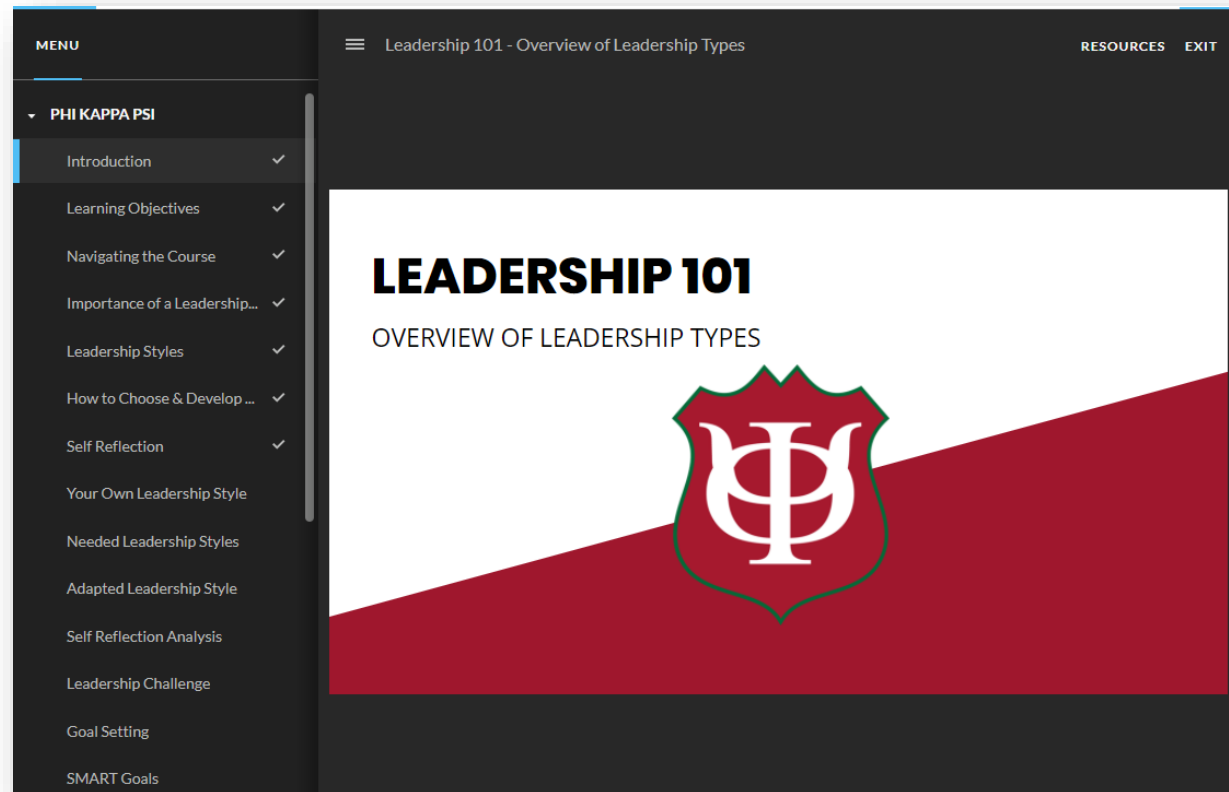 MENU
Leadership 101 - Overview of Leadership Types
RESOURCES EXIT
PHI KAPPA PSI
Introduction
Learning Objectives
Navigating the Course
Importance of a Leadership...
Leadership Styles
How to Choose & Develop ...
Self Reflection
Your Own Leadership Style
Needed Leadership Styles
Adapted Leadership Style
Self Reflection Analysis
Leadership Challenge
Goal Setting
SMART Goals
LEADERSHIP 101
OVERVIEW OF LEADERSHIP TYPES
ΦΨ